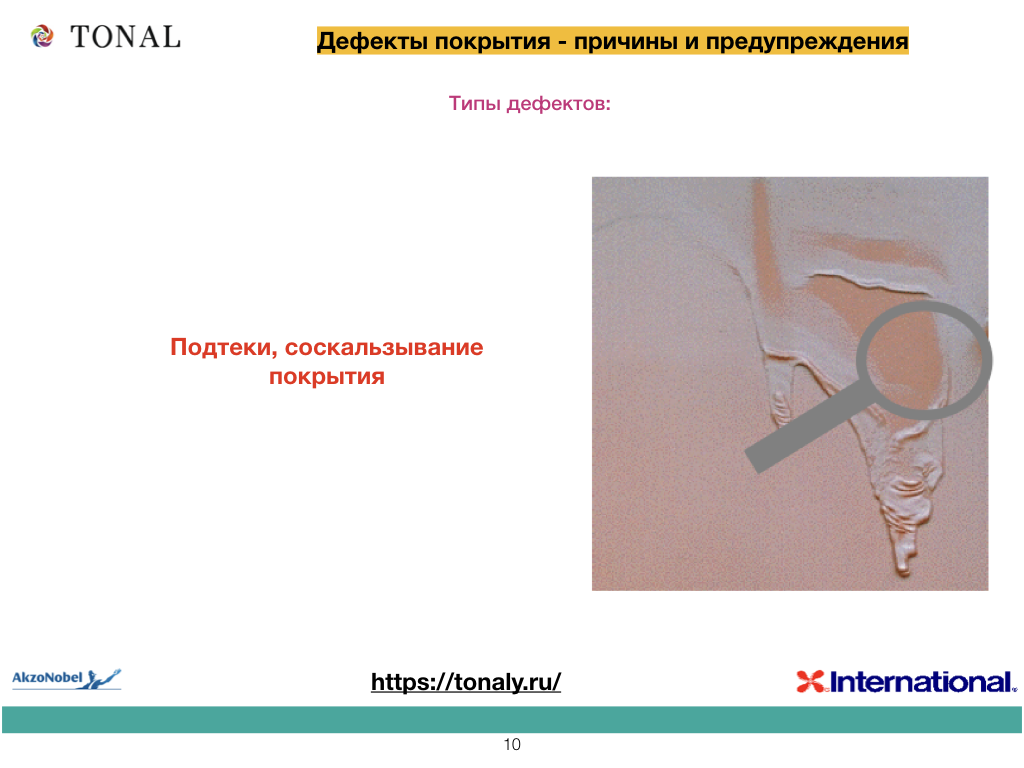 TONAL
Дефекты покрытия - причины и предупреждения
Типы дефектов:
Подтеки, соскальзывание
покрытия
AkzoNobel
https://tonaly.ru/
International
10